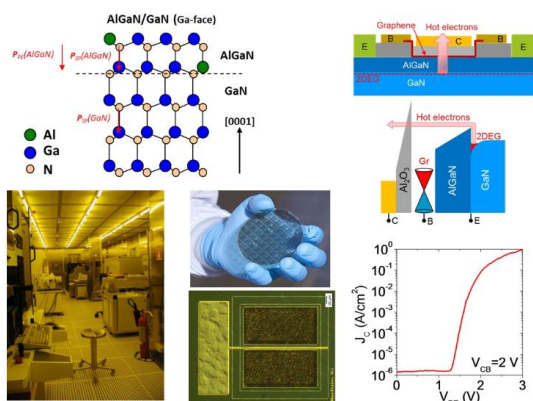 AlGaN/GaN (Ga-face)
P_PE(AlGaN)
P_SP(AlGaN)
AlGaN
GaN
P_SP(GaN)
[0001]
Al
Ga
N
Graphene
Hot electrons
E
B
C
B
E
AlGaN
2DEG
GaN
Hot electrons
2DEG
Gr
Al₂O₃
AlGaN
GaN
C
B
E
J_C (A/cm²)
10⁰
10⁻¹
10⁻²
10⁻³
10⁻⁴
10⁻⁵
10⁻⁶
V_CB=2 V
0 1 2 3
(V)